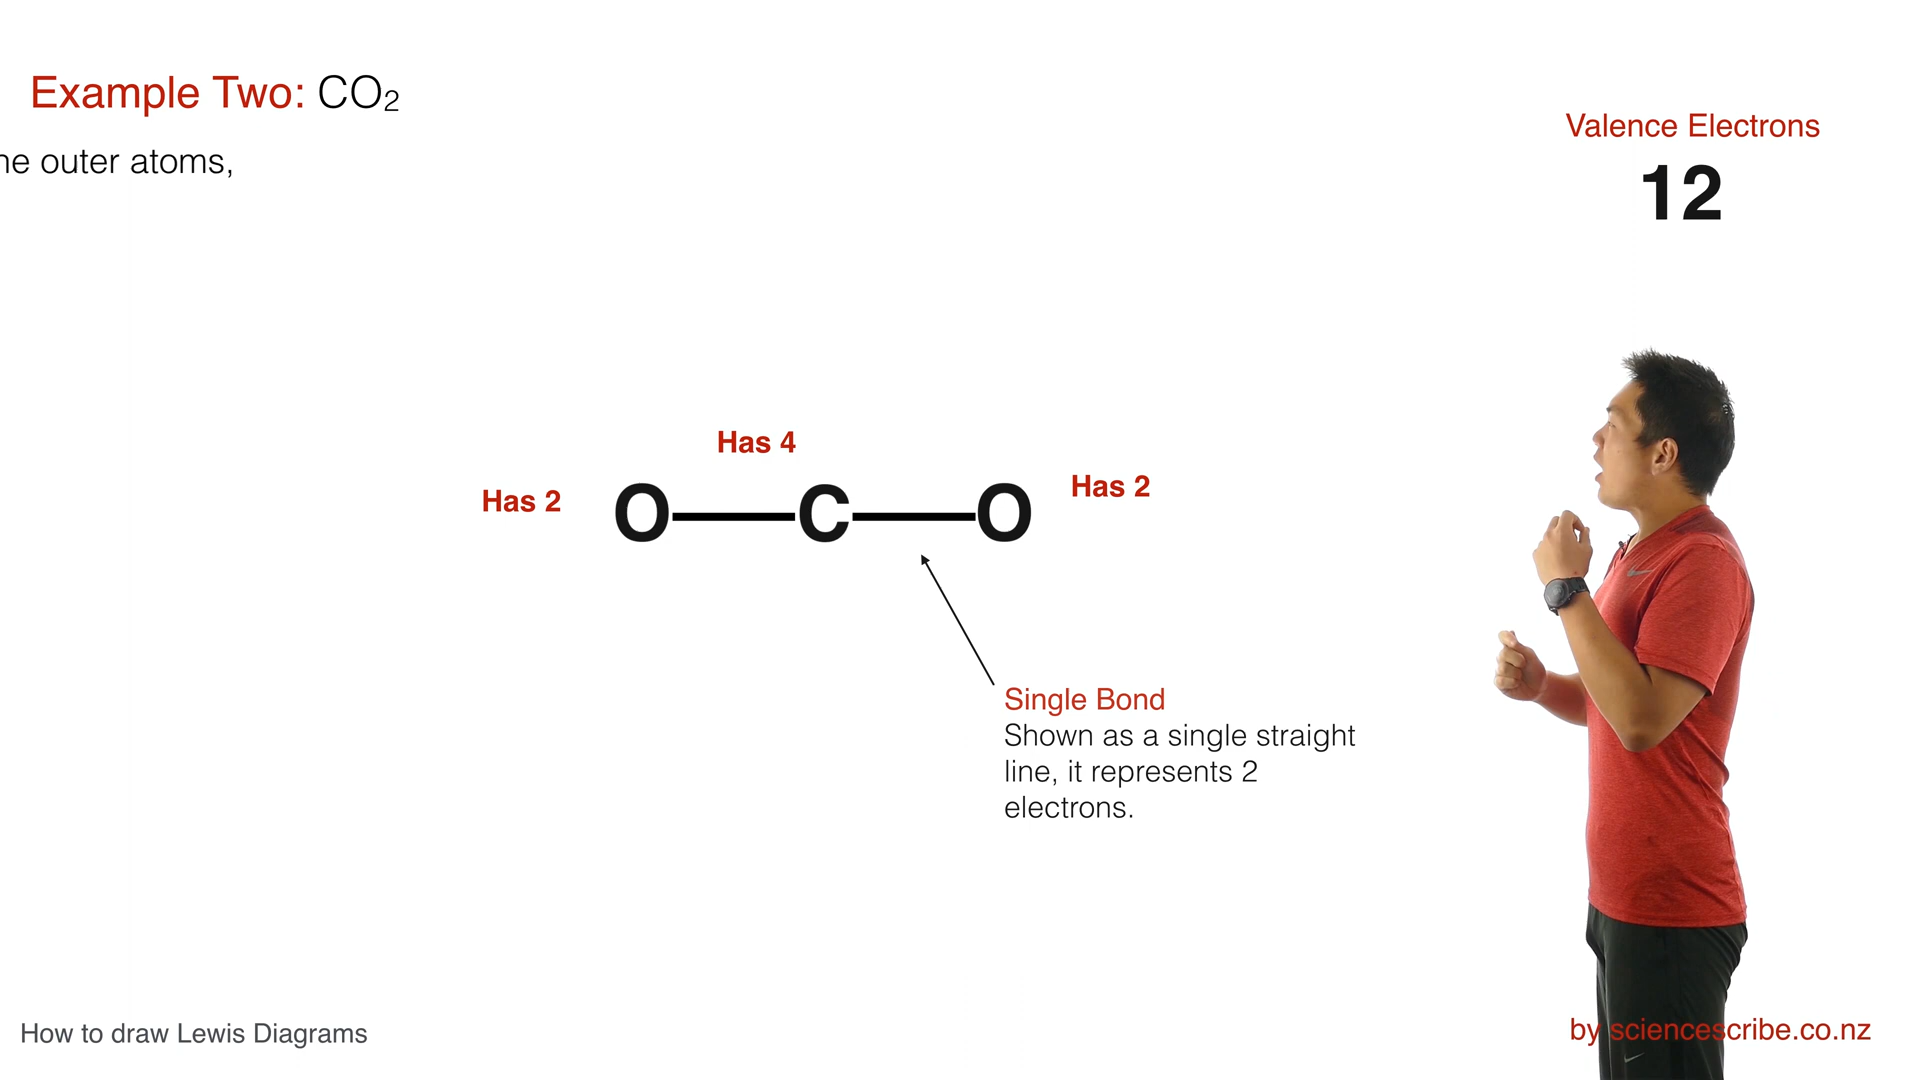 Example Two: CO₂
he outer atoms,
Valence Electrons
12
Has 4
Has 2
O C O
Has 2
Single Bond
Shown as a single straight
line, it represents 2
electrons.
How to draw Lewis Diagrams
by sciencescribe.co.nz